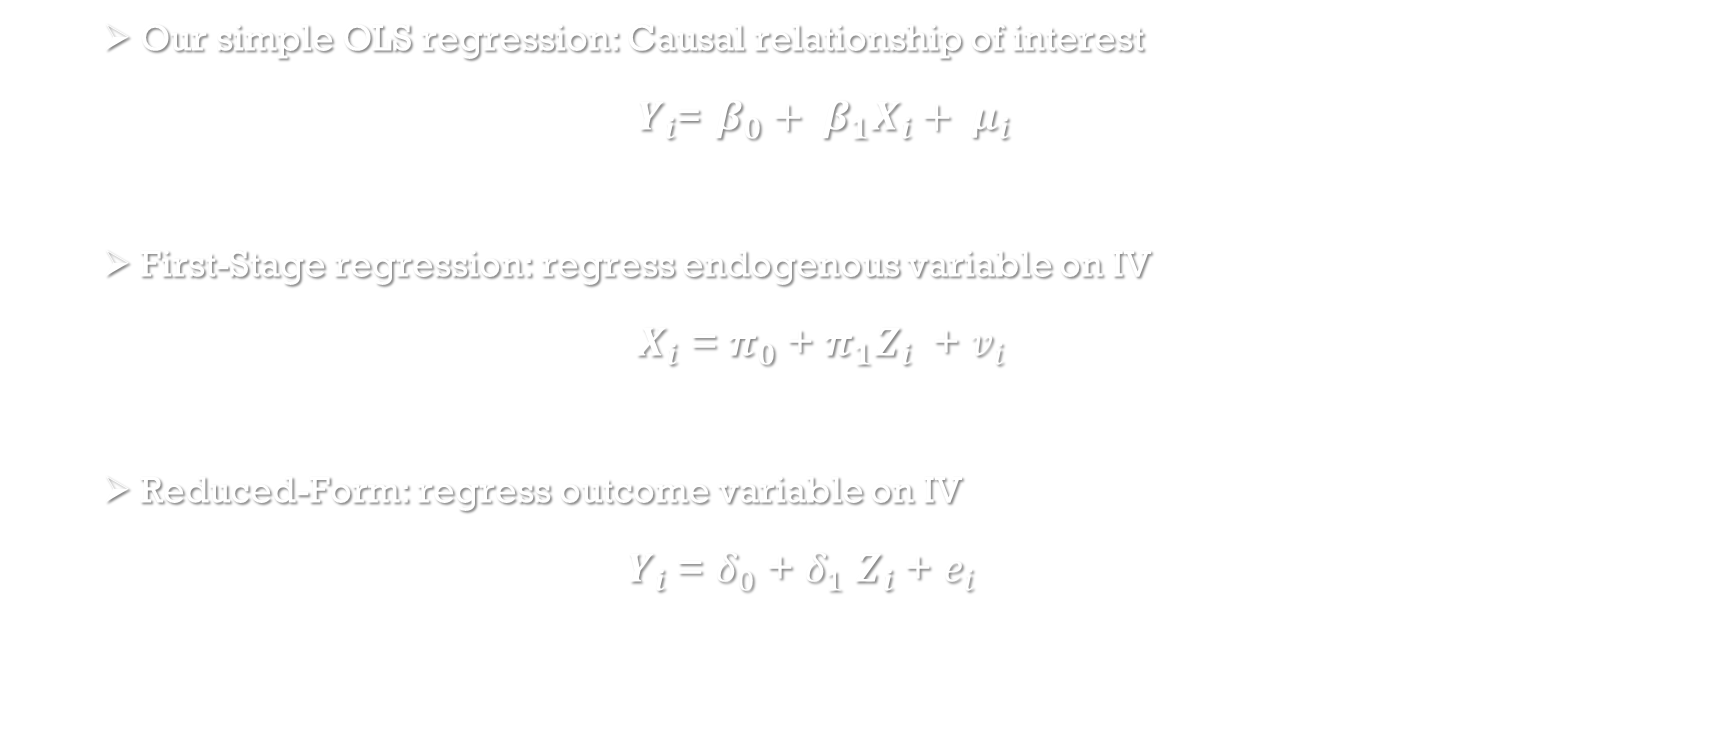 ➢ Our simple OLS regression: Causal relationship of interest
Yᵢ= β₀ + β₁Xᵢ + μᵢ
➢ First-Stage regression: regress endogenous variable on IV
Xᵢ = π₀ + π₁Zᵢ + νᵢ
➢ Reduced-Form: regress outcome variable on IV
Yᵢ = δ₀ + δ₁ Zᵢ + eᵢ